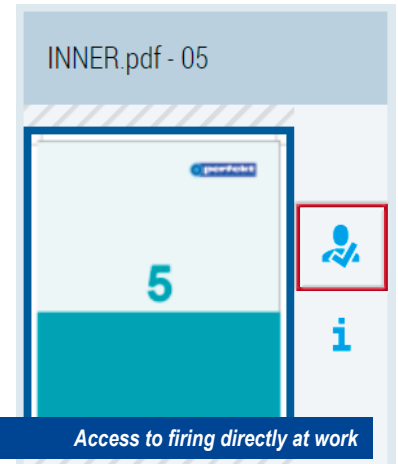 INNER.pdf - 05
perfekt
5
i
Access to firing directly at work